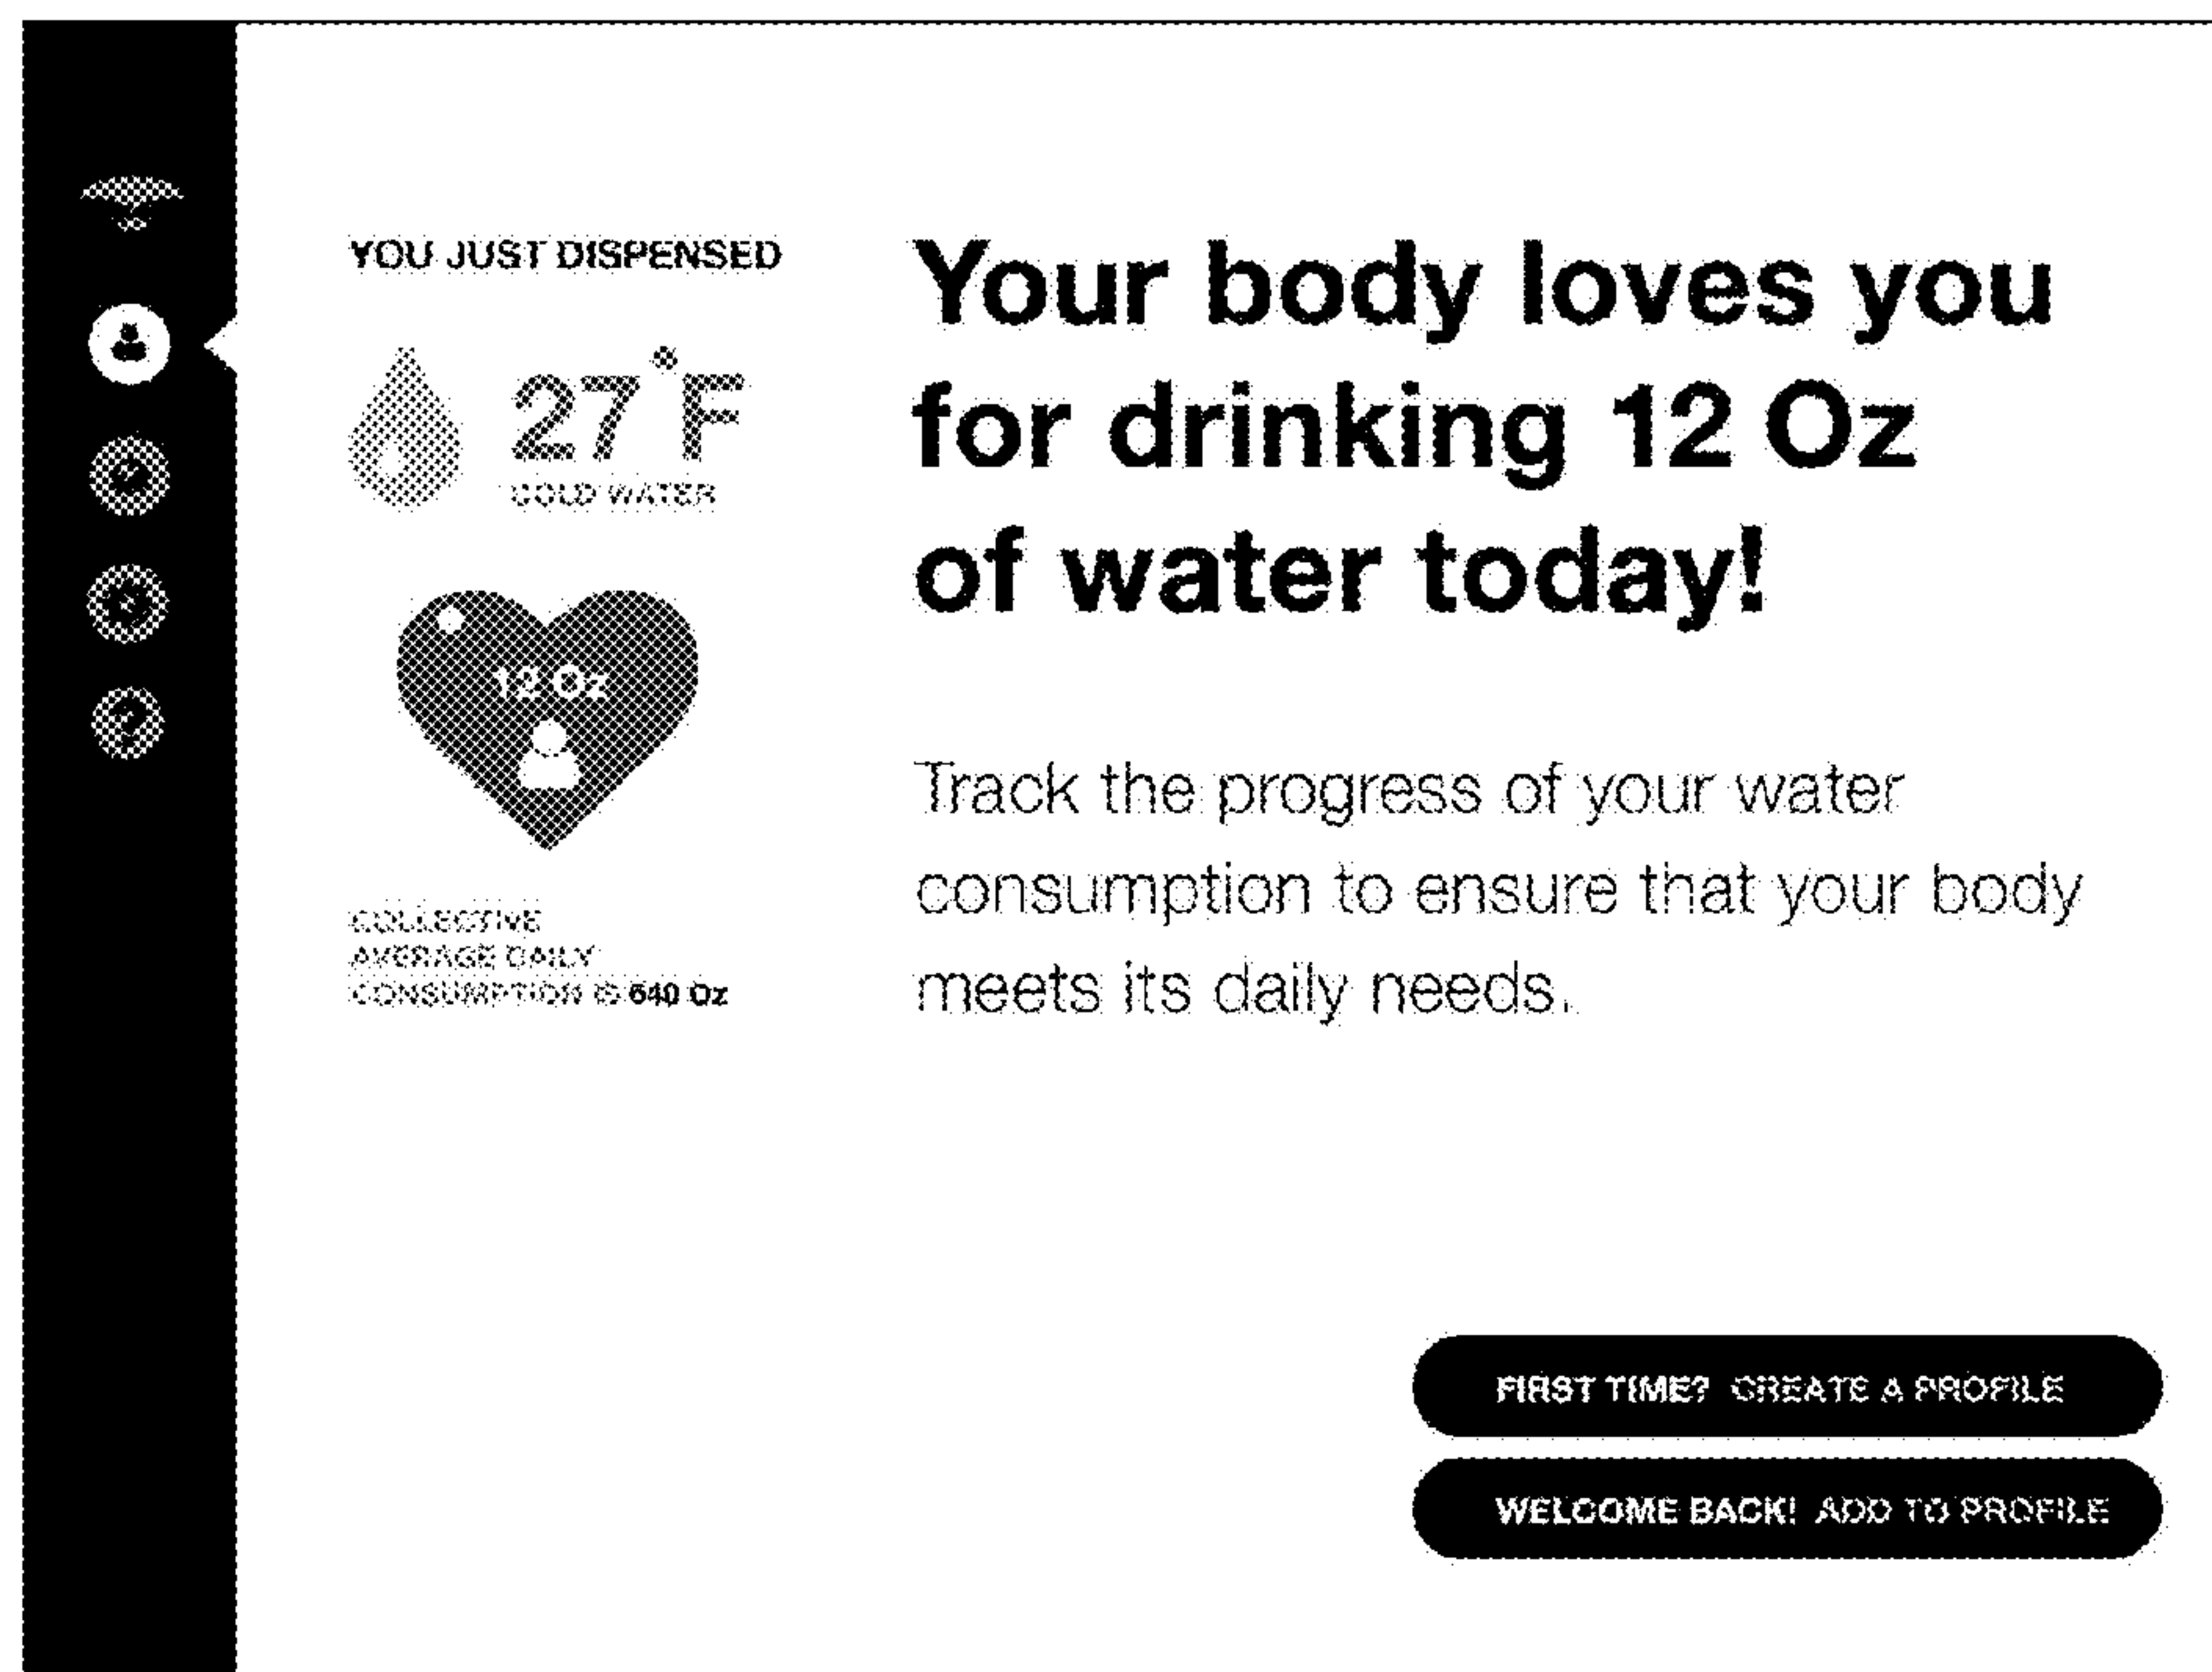 YOU JUST DISPENSED
27°F
COLD WATER
12 Oz
COLLECTIVE
AVERAGE DAILY
CONSUMPTION IS 640 Oz
Your body loves you
for drinking 12 Oz
of water today!
Track the progress of your water
consumption to ensure that your body
meets its daily needs.
FIRST TIME? CREATE A PROFILE
WELCOME BACK! ADD TO PROFILE